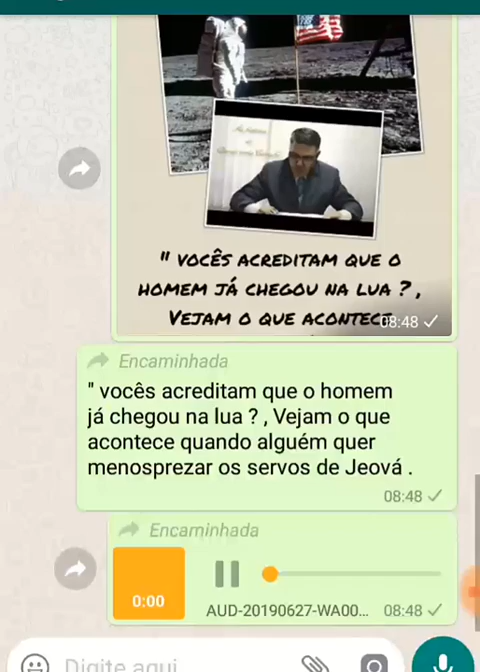 " VOCÊS ACREDITAM QUE O
HOMEM JÁ CHEGOU NA LUA ? ,
VEJAM O QUE ACONTECE
08:48
Encaminhada
" vocês acreditam que o homem
já chegou na lua ? , Vejam o que
acontece quando alguém quer
menosprezar os servos de Jeová .
08:48
Encaminhada
0:00
AUD-20190627-WA00...
08:48
Digite aqui